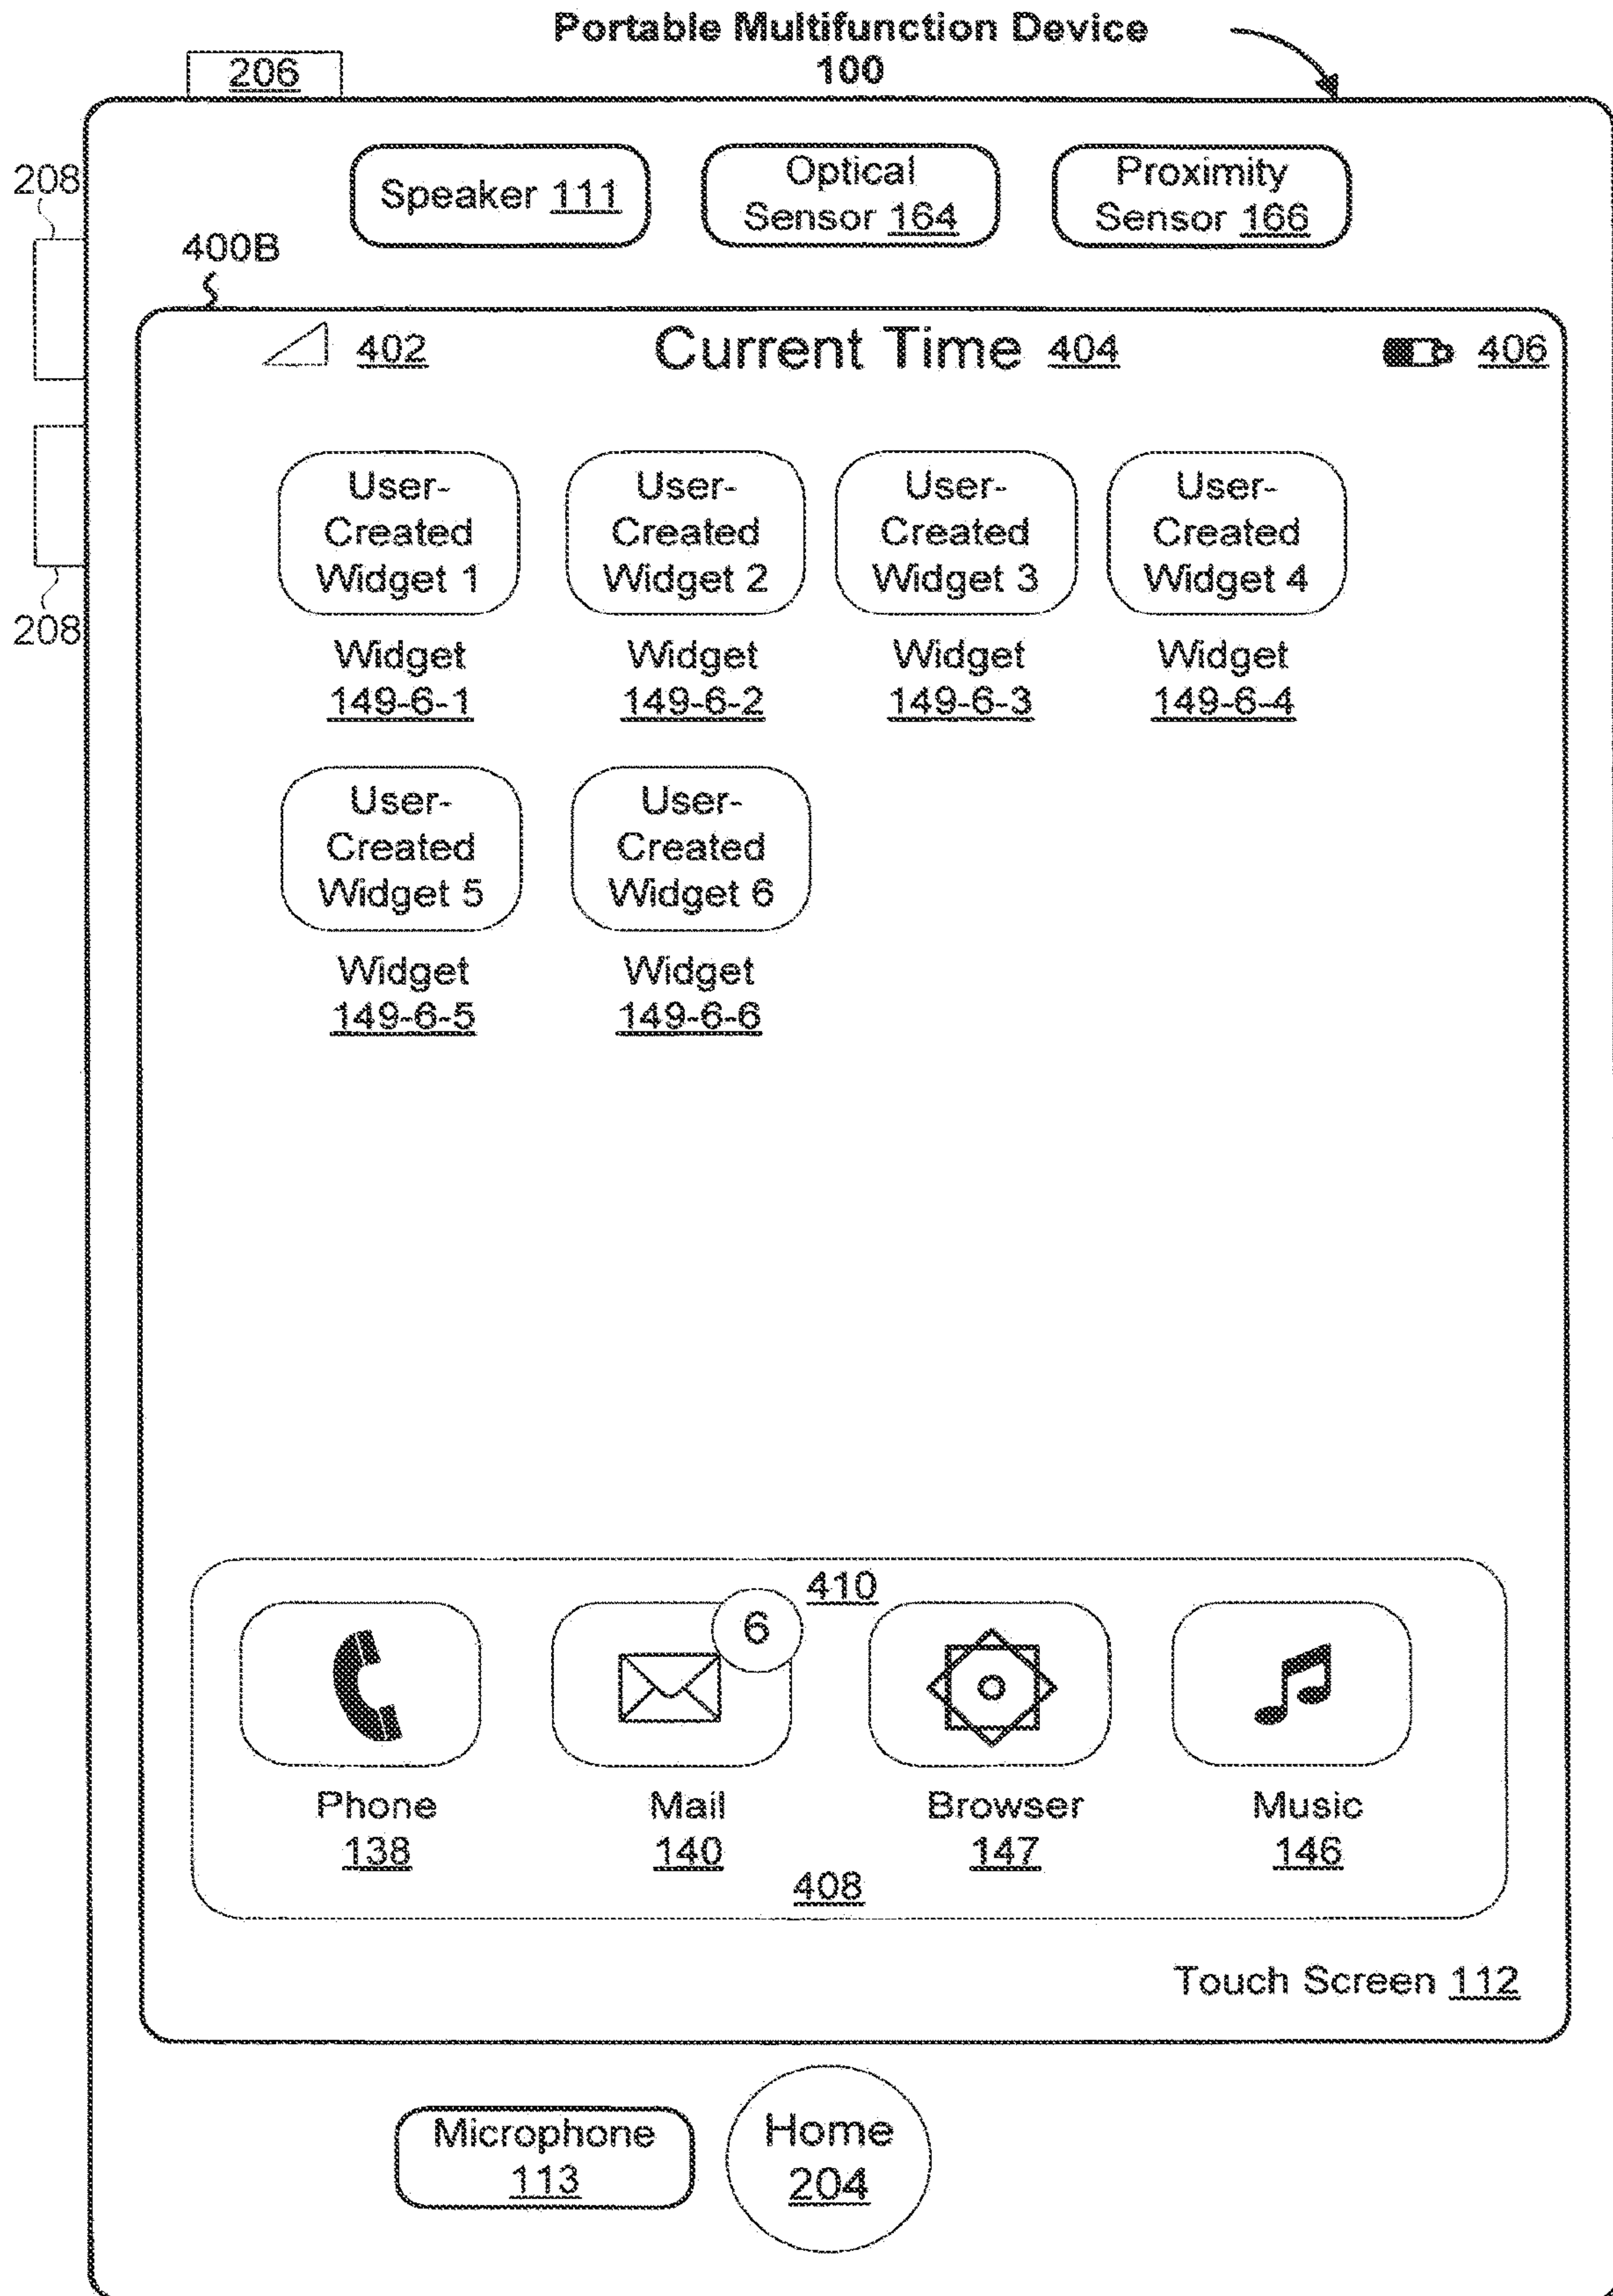 Portable Multifunction Device
100
206
208
Speaker 111
Optical
Sensor 164
Proximity
Sensor 166
400B
402
Current Time 404
406
User-
Created
Widget 1
User-
Created
Widget 2
User-
Created
Widget 3
User-
Created
Widget 4
208
Widget
149-6-1
Widget
149-6-2
Widget
149-6-3
Widget
149-6-4
User-
Created
Widget 5
User-
Created
Widget 6
Widget
149-6-5
Widget
149-6-6
410
6
Phone
138
Mail
140
Browser
147
Music
146
408
Touch Screen 112
Microphone
113
Home
204